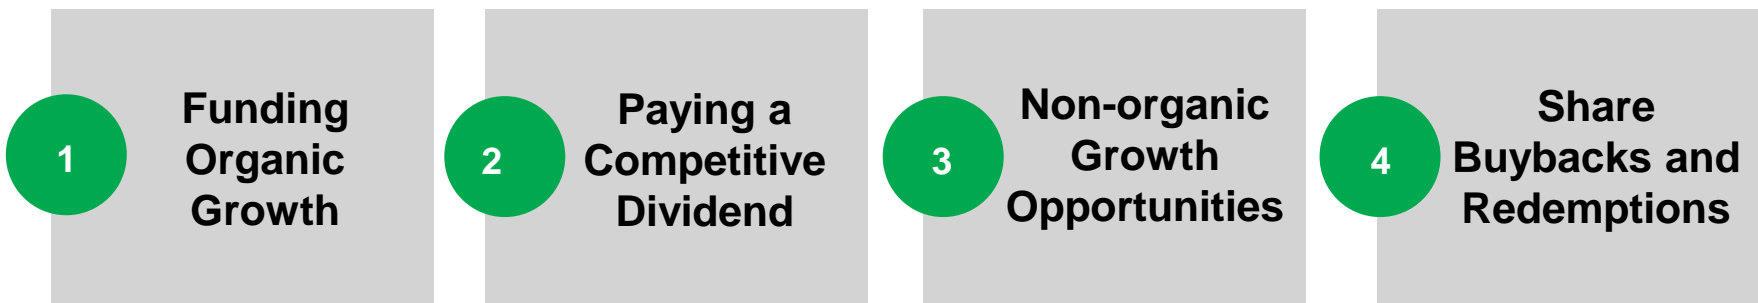 1
Funding
Organic
Growth
2
Paying a
Competitive
Dividend
3
Non-organic
Growth
Opportunities
4
Share
Buybacks and
Redemptions